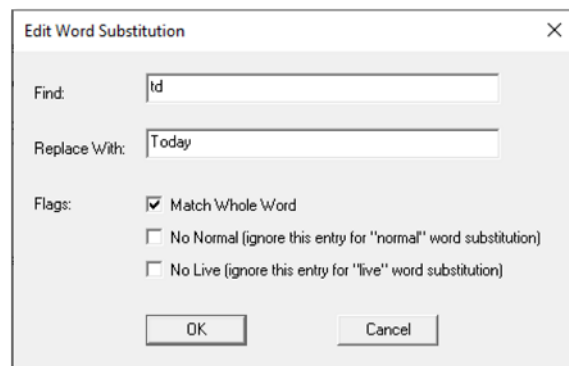 Edit Word Substitution
Find: td
Replace With: Today
Flags: Match Whole Word
No Normal (ignore this entry for "normal" word substitution)
No Live (ignore this entry for "live" word substitution)
OK Cancel